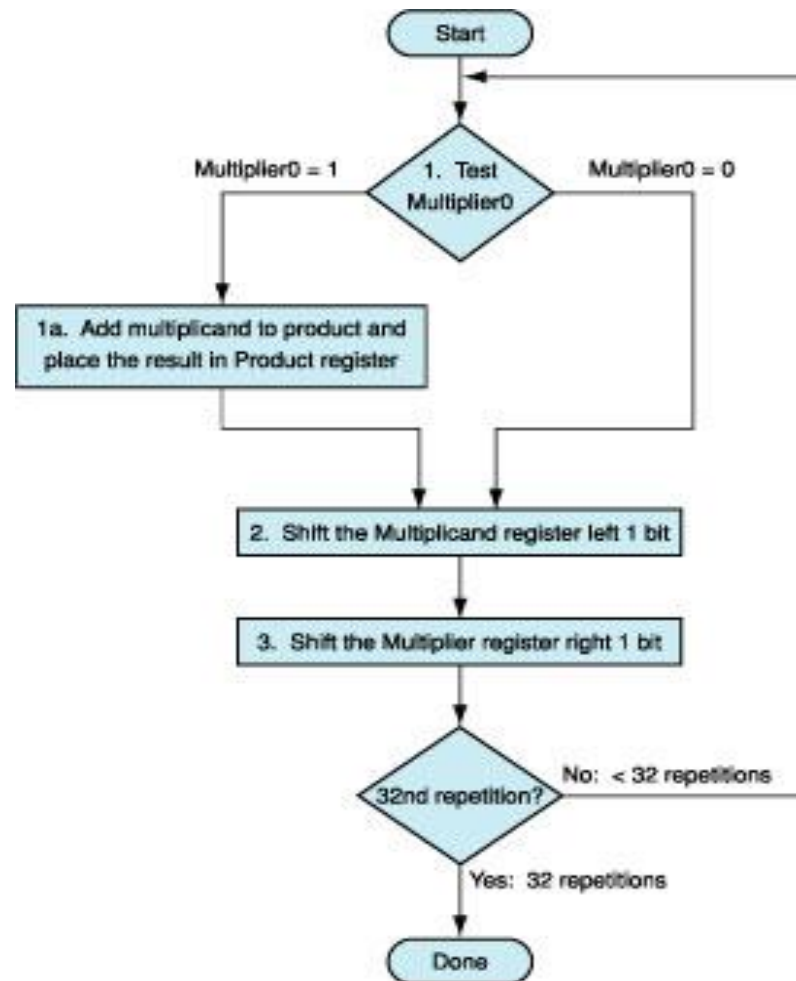 Start
1. Test
Multiplier0
Multiplier0 = 1
Multiplier0 = 0
1a. Add multiplicand to product and
place the result in Product register
2. Shift the Multiplicand register left 1 bit
3. Shift the Multiplier register right 1 bit
32nd repetition?
No: < 32 repetitions
Yes: 32 repetitions
Done